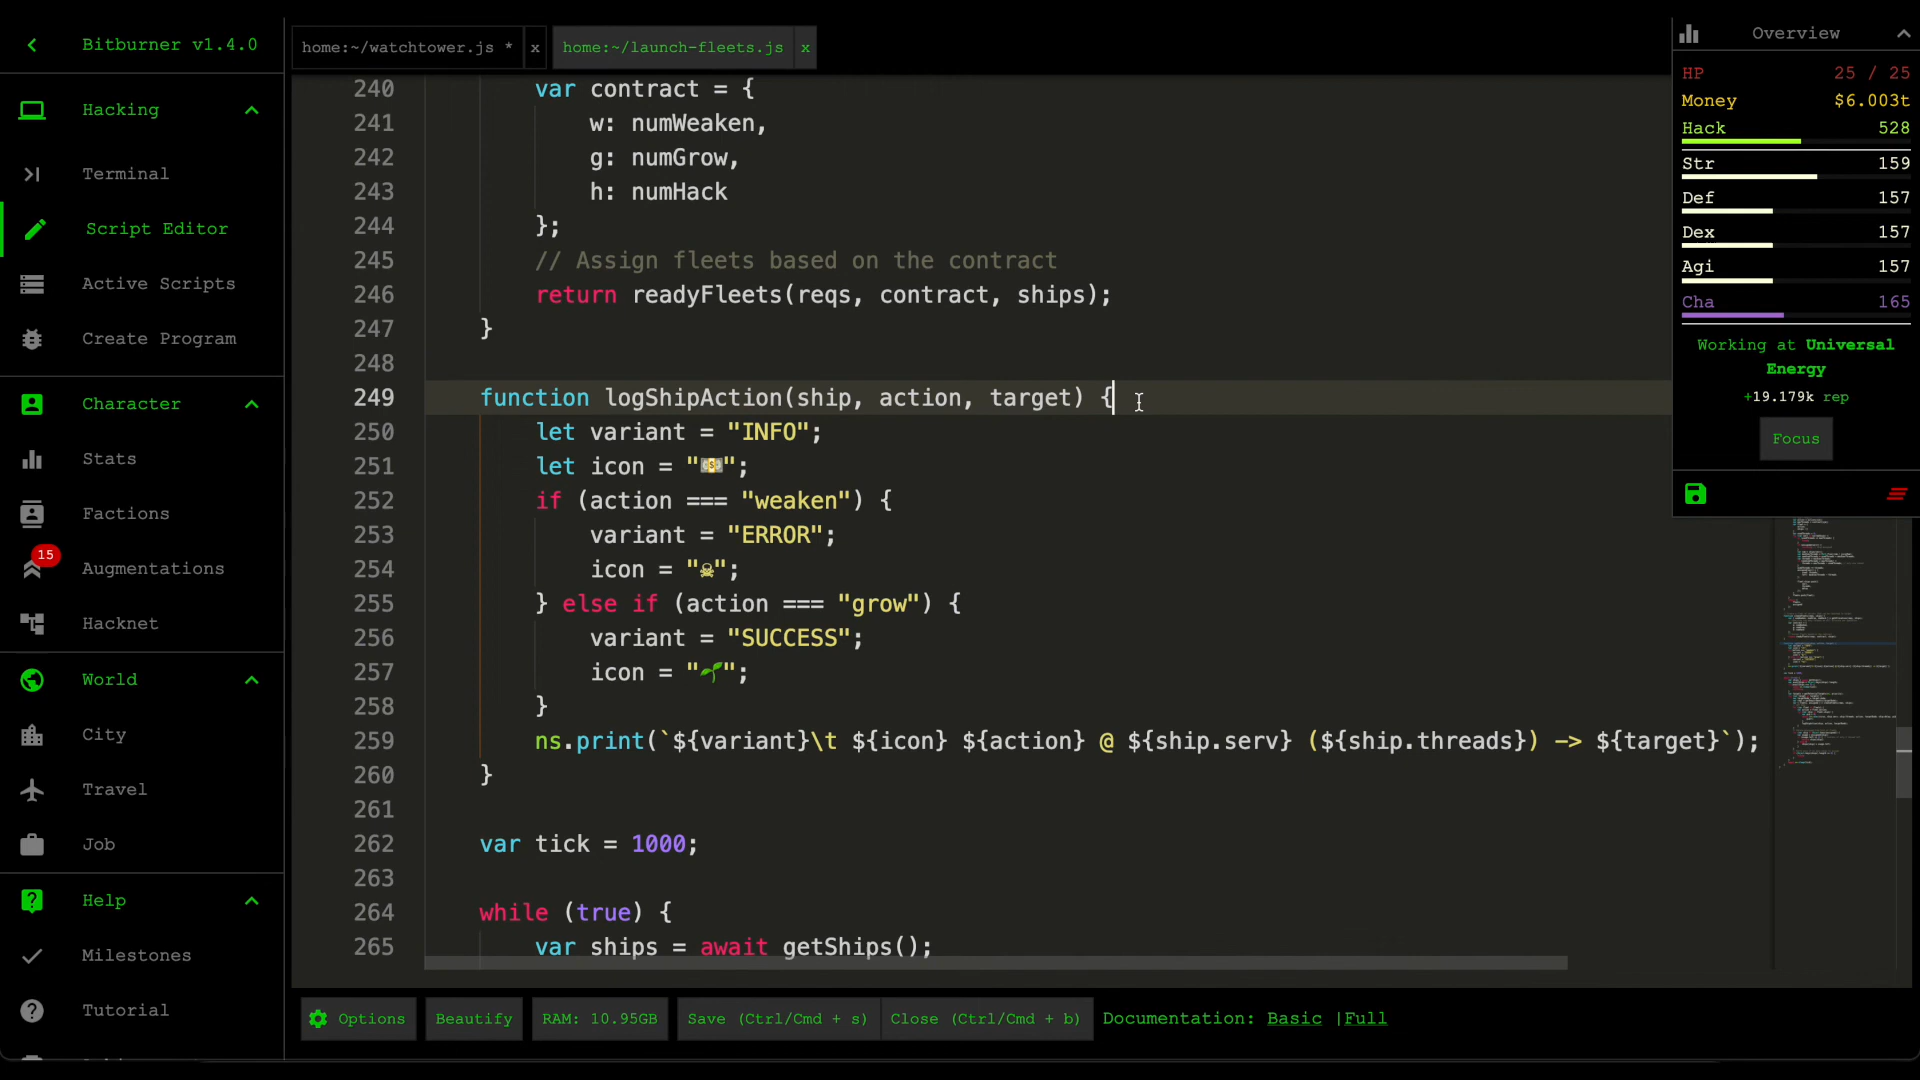 Bitburner v1.4.0
Hacking
Terminal
Script Editor
Active Scripts
Create Program
Character
Stats
Factions
15
Augmentations
Hacknet
World
City
Travel
Job
Help
Milestones
Tutorial
home:~/watchtower.js * x
home:~/launch-fleets.js x
240 var contract = {
241 w: numWeaken,
242 g: numGrow,
243 h: numHack
244 };
245 // Assign fleets based on the contract
246 return readyFleets(reqs, contract, ships);
247 }
248
249 function logShipAction(ship, action, target) {
250 let variant = "INFO";
251 let icon = "💵";
252 if (action === "weaken") {
253 variant = "ERROR";
254 icon = "☠";
255 } else if (action === "grow") {
256 variant = "SUCCESS";
257 icon = "🌱";
258 }
259 ns.print(`${variant}\t ${icon} ${action} @ ${ship.serv} (${ship.threads}) -> ${target}`);
260 }
261
262 var tick = 1000;
263
264 while (true) {
265 var ships = await getShips();
Options
Beautify
RAM: 10.95GB
Save (Ctrl/Cmd + s)
Close (Ctrl/Cmd + b)
Documentation: Basic |Full
Overview
HP 25 / 25
Money $6.003t
Hack 528
Str 159
Def 157
Dex 157
Agi 157
Cha 165
Working at Universal
Energy
+19.179k rep
Focus